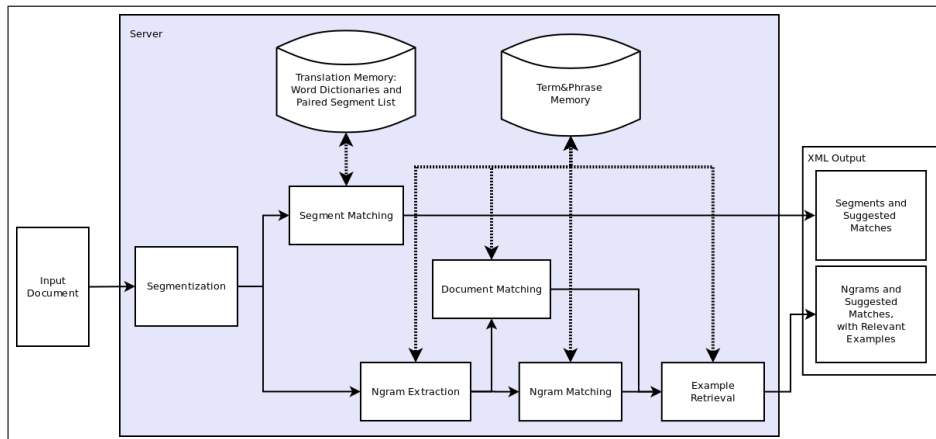 Server
Translation Memory:
Word Dictionaries and
Paired Segment List
Term&Phrase
Memory
XML Output
Segment Matching
Segments and
Suggested
Matches
Input
Document
Segmentization
Document Matching
Ngrams and
Suggested
Matches,
with Relevant
Examples
Ngram Extraction
Ngram Matching
Example
Retrieval